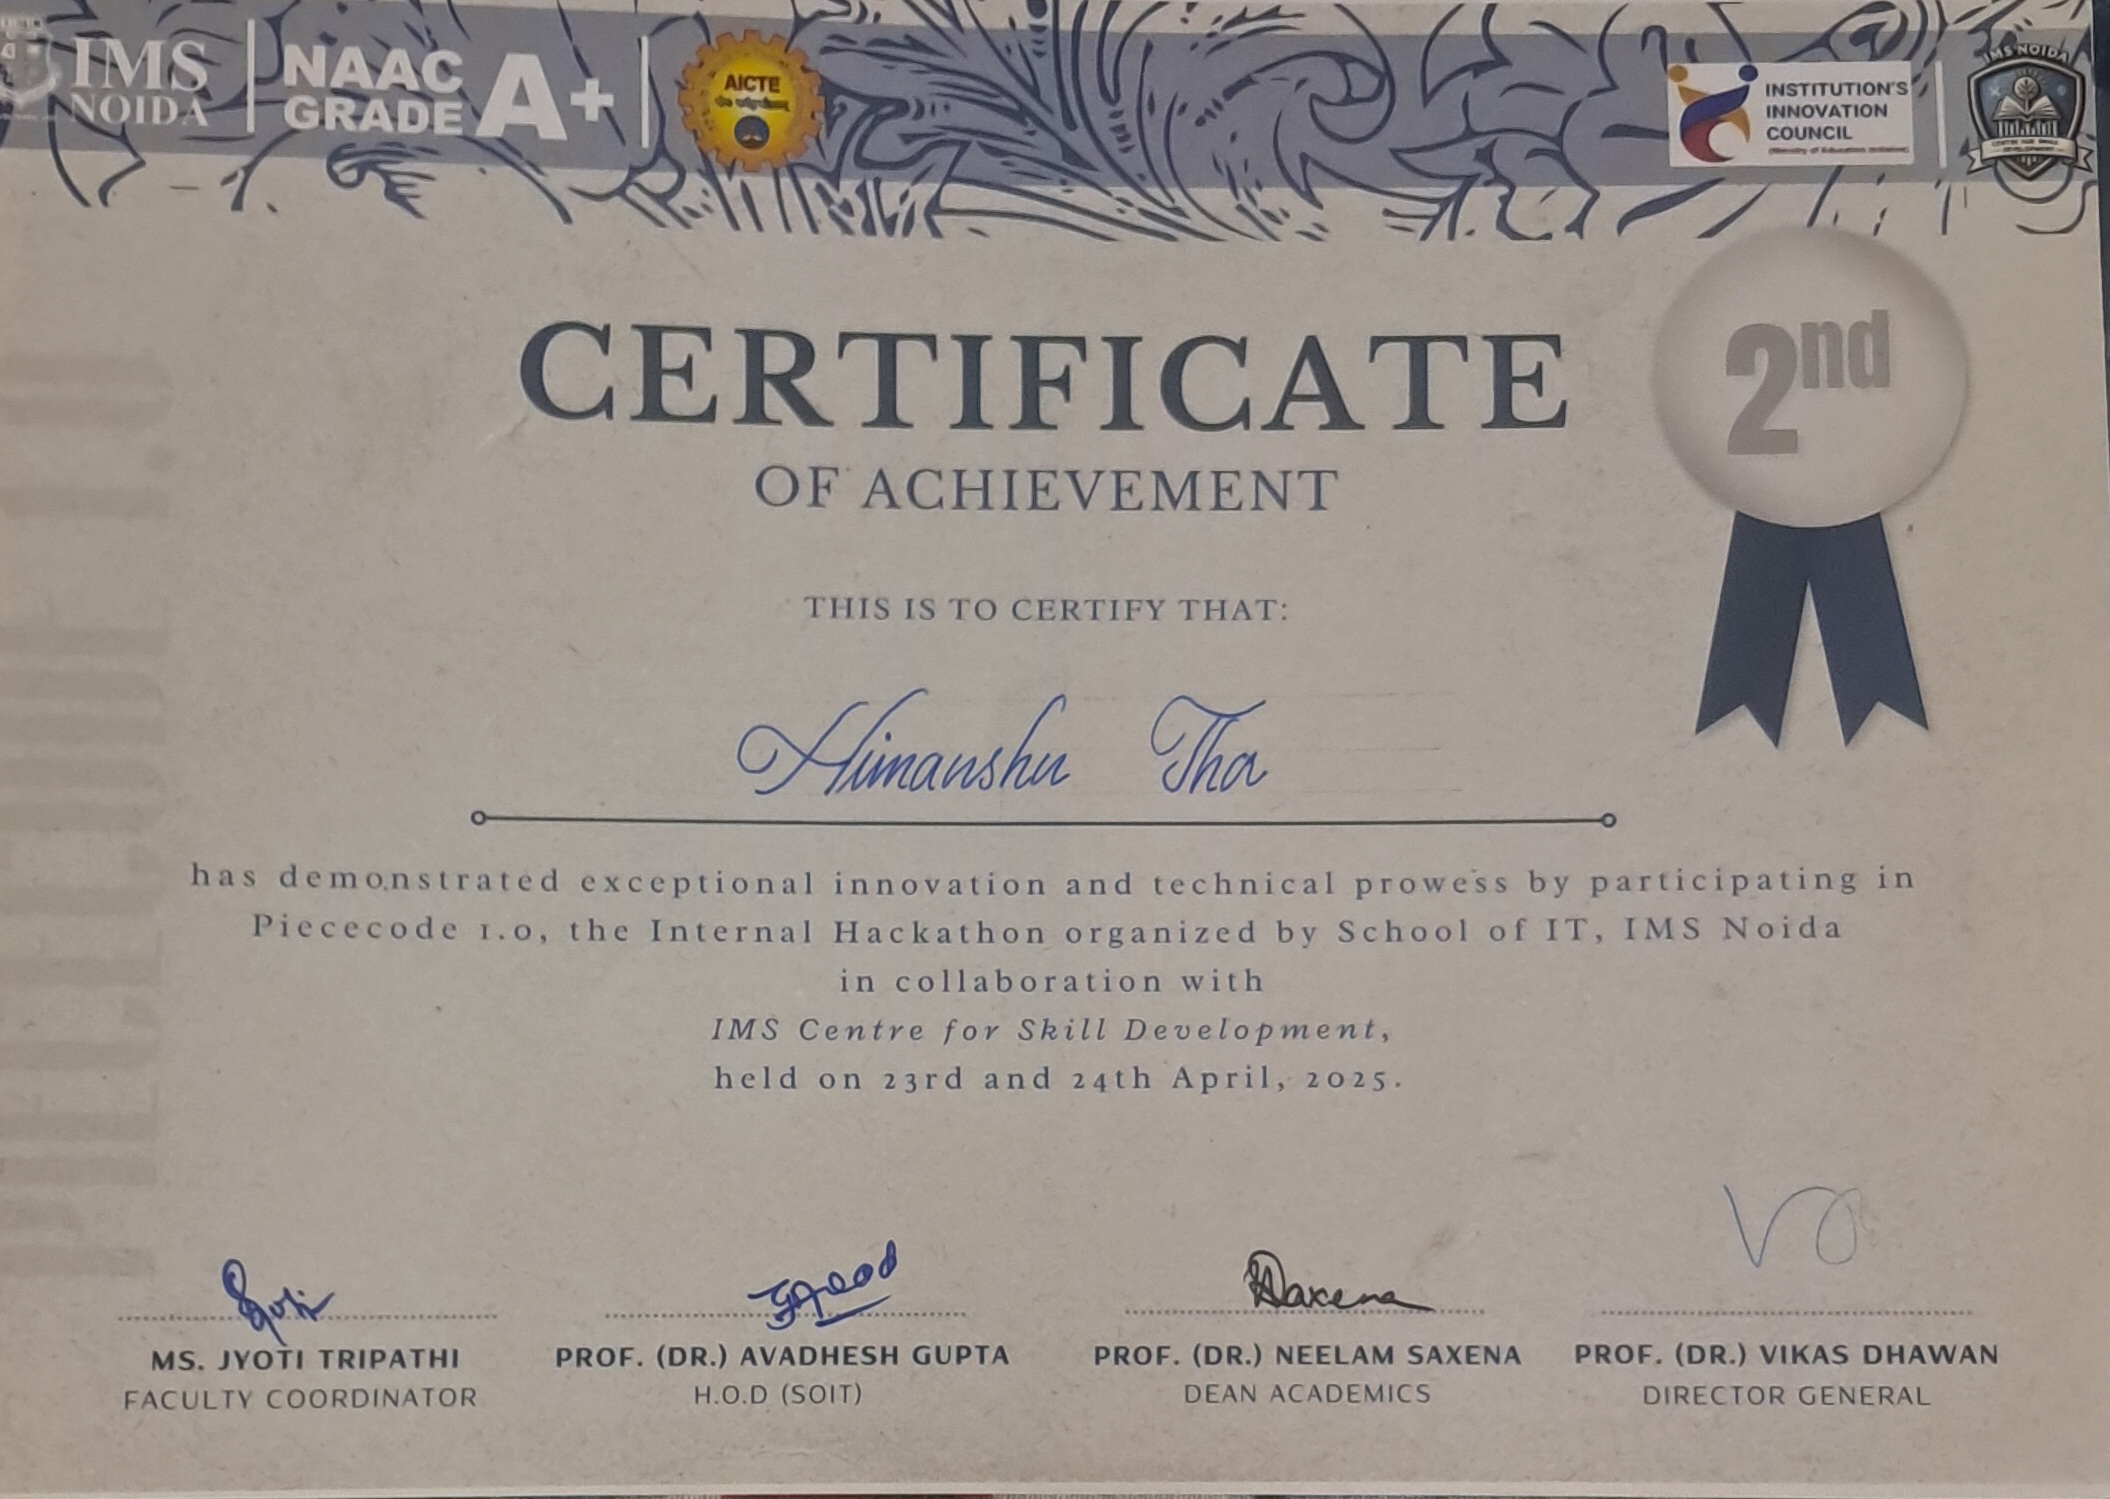 IMS
NOIDA
NAAC
GRADE A+
AICTE
INSTITUTION'S
INNOVATION
COUNCIL
(Ministry of Education Initiative)
IMS NOIDA
CENTRE FOR SKILL
DEVELOPMENT
2nd
CERTIFICATE
OF ACHIEVEMENT
THIS IS TO CERTIFY THAT:
Himanshu Jha
has demonstrated exceptional innovation and technical prowess by participating in
Piececode 1.0, the Internal Hackathon organized by School of IT, IMS Noida
in collaboration with
IMS Centre for Skill Development,
held on 23rd and 24th April, 2025.
MS. JYOTI TRIPATHI
FACULTY COORDINATOR
PROF. (DR.) AVADHESH GUPTA
H.O.D (SOIT)
Saxena
PROF. (DR.) NEELAM SAXENA
DEAN ACADEMICS
PROF. (DR.) VIKAS DHAWAN
DIRECTOR GENERAL